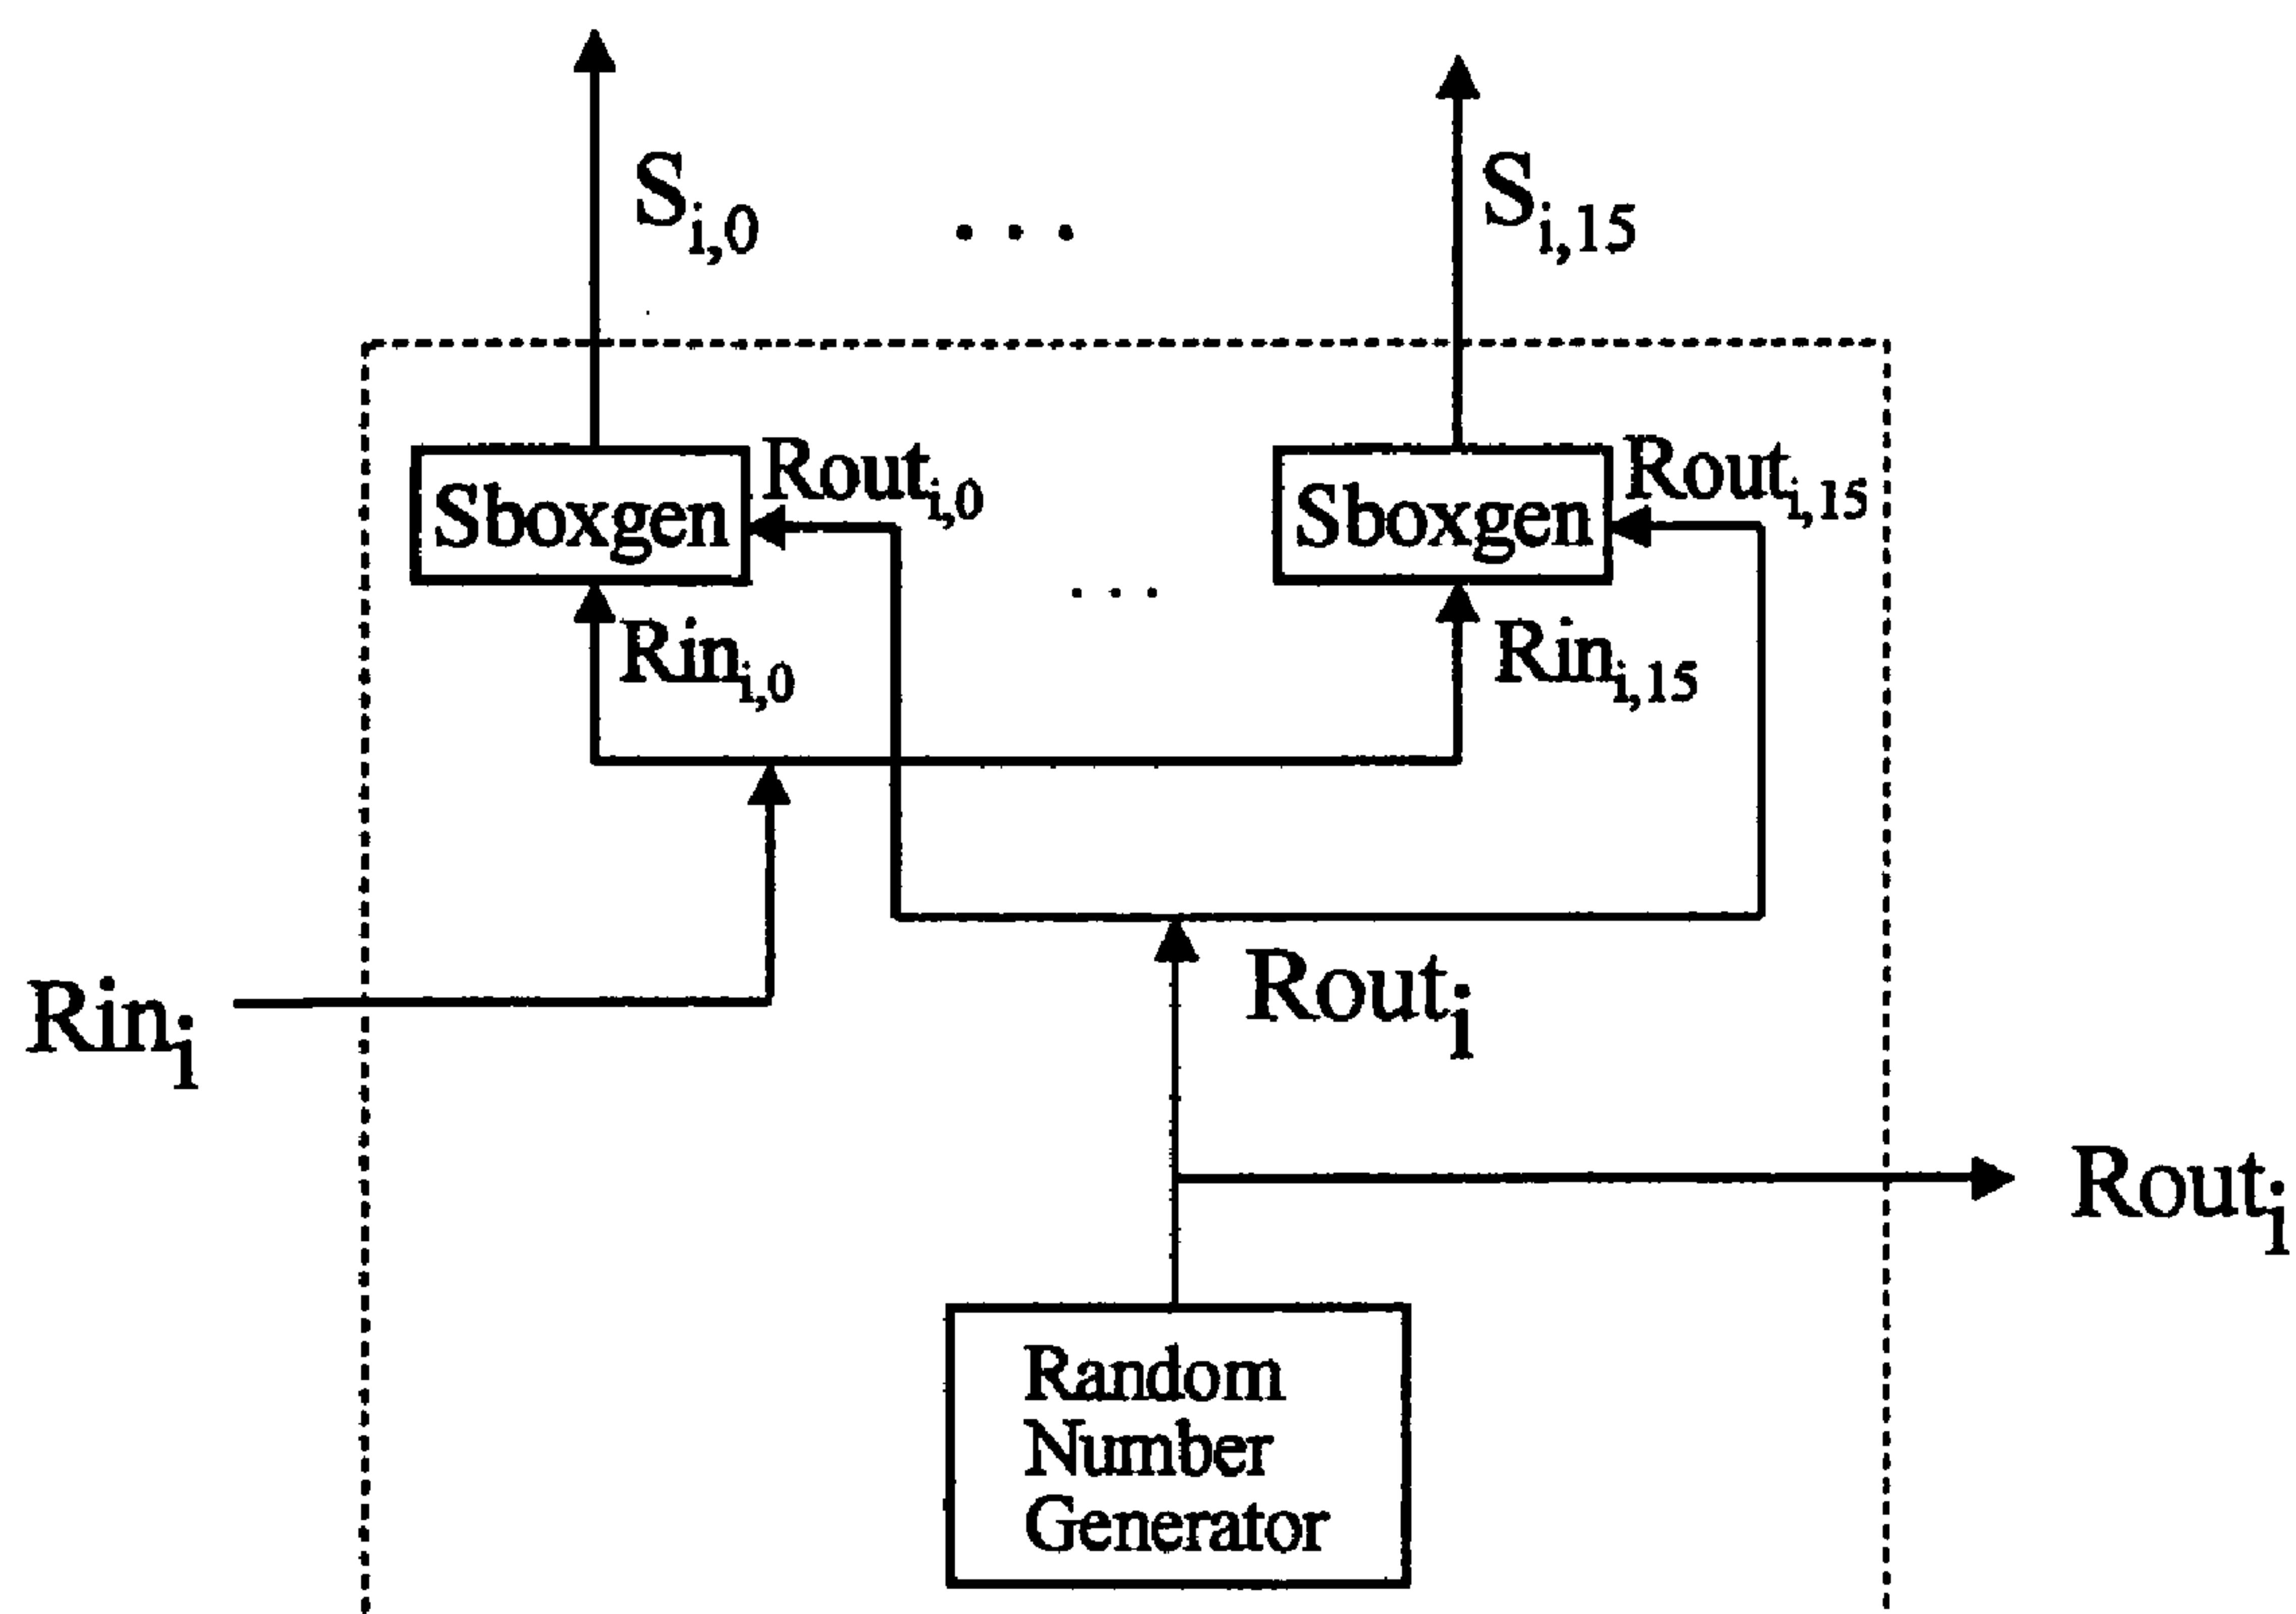 S_{i,0}
. . .
S_{i,15}
Sboxgen
Rout_{i,0}
Sboxgen
Rout_{i,15}
. . .
Rin_{i,0}
Rin_{i,15}
Rin_i
Rout_i
Rout_i
Random
Number
Generator